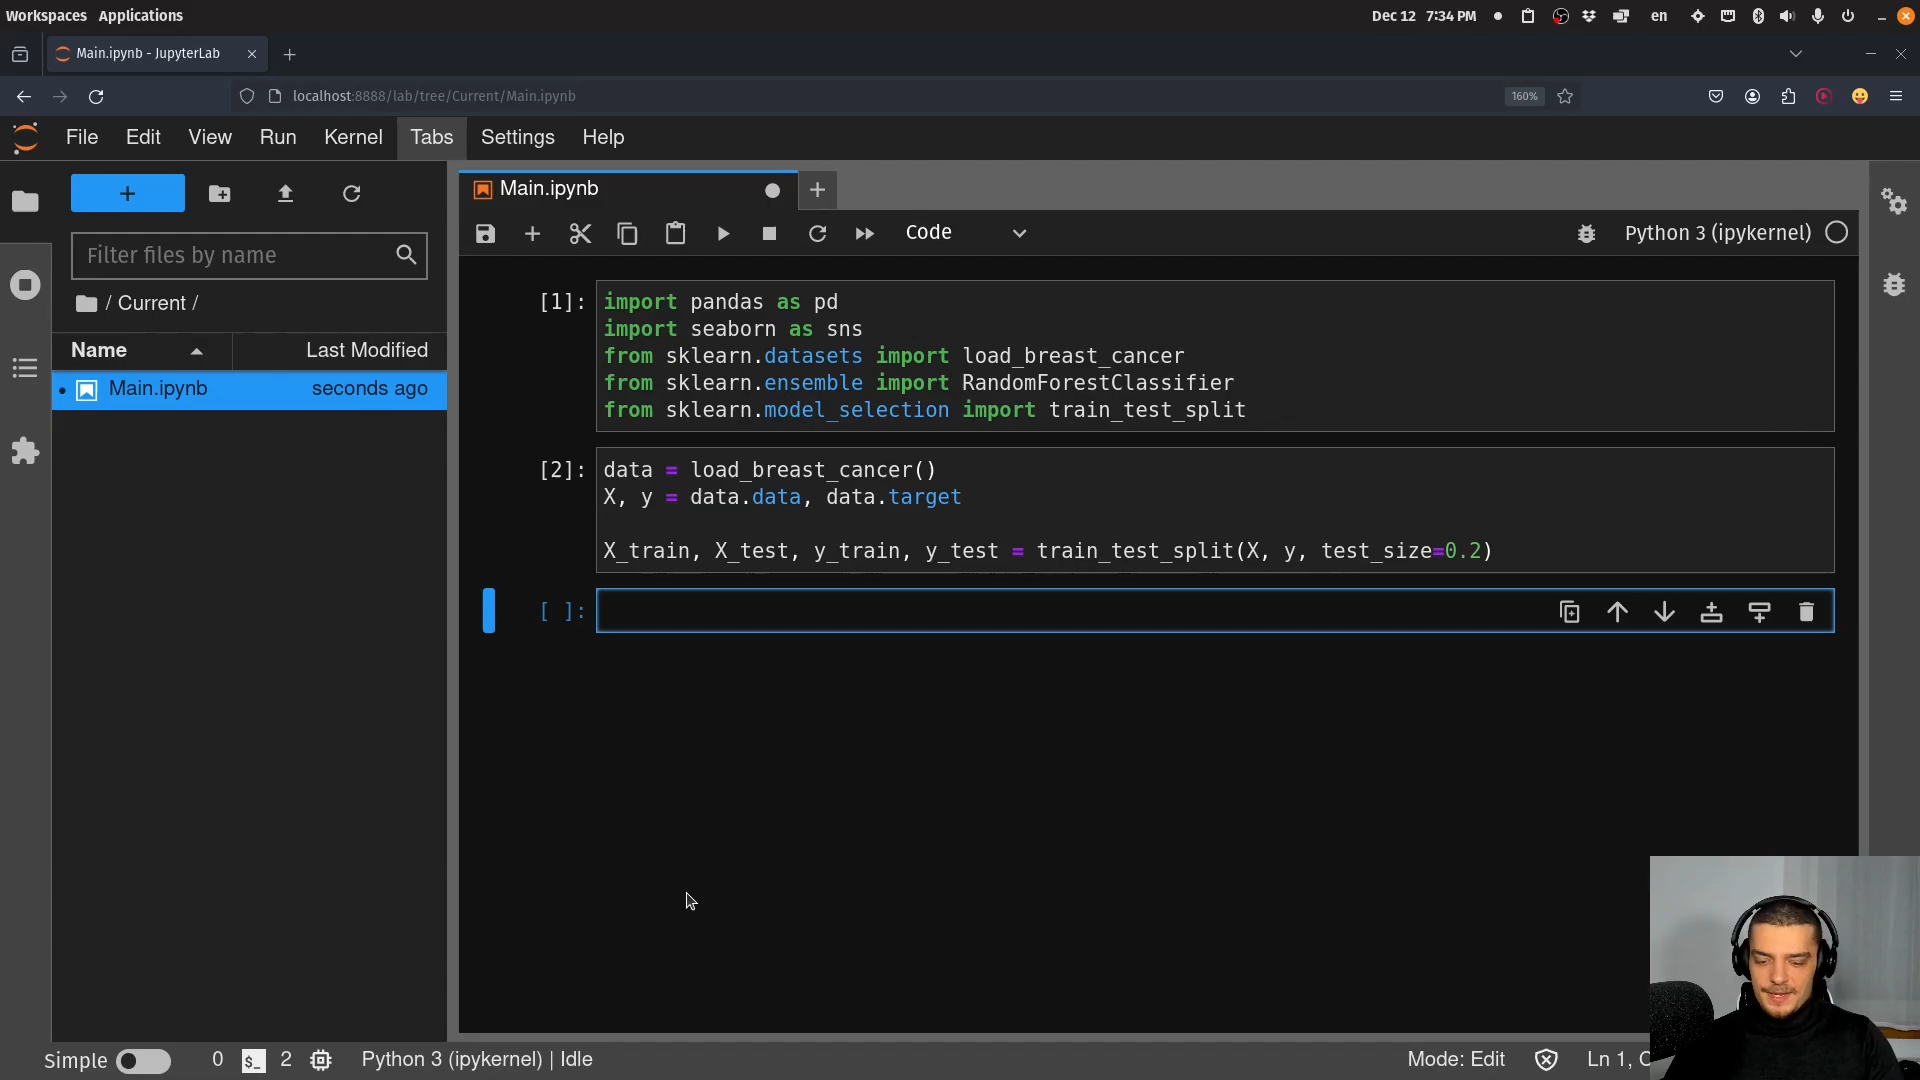 Workspaces Applications
Dec 12 7:34 PM
en
Main.ipynb - JupyterLab
localhost:8888/lab/tree/Current/Main.ipynb
160%
File Edit View Run Kernel Tabs Settings Help
Main.ipynb
Filter files by name
/ Current /
Name Last Modified
Main.ipynb seconds ago
Code
Python 3 (ipykernel)
[1]: import pandas as pd
import seaborn as sns
from sklearn.datasets import load_breast_cancer
from sklearn.ensemble import RandomForestClassifier
from sklearn.model_selection import train_test_split
[2]: data = load_breast_cancer()
X, y = data.data, data.target
X_train, X_test, y_train, y_test = train_test_split(X, y, test_size=0.2)
[ ]:
Simple 0 $_ 2 Python 3 (ipykernel) | Idle
Mode: Edit Ln 1, C